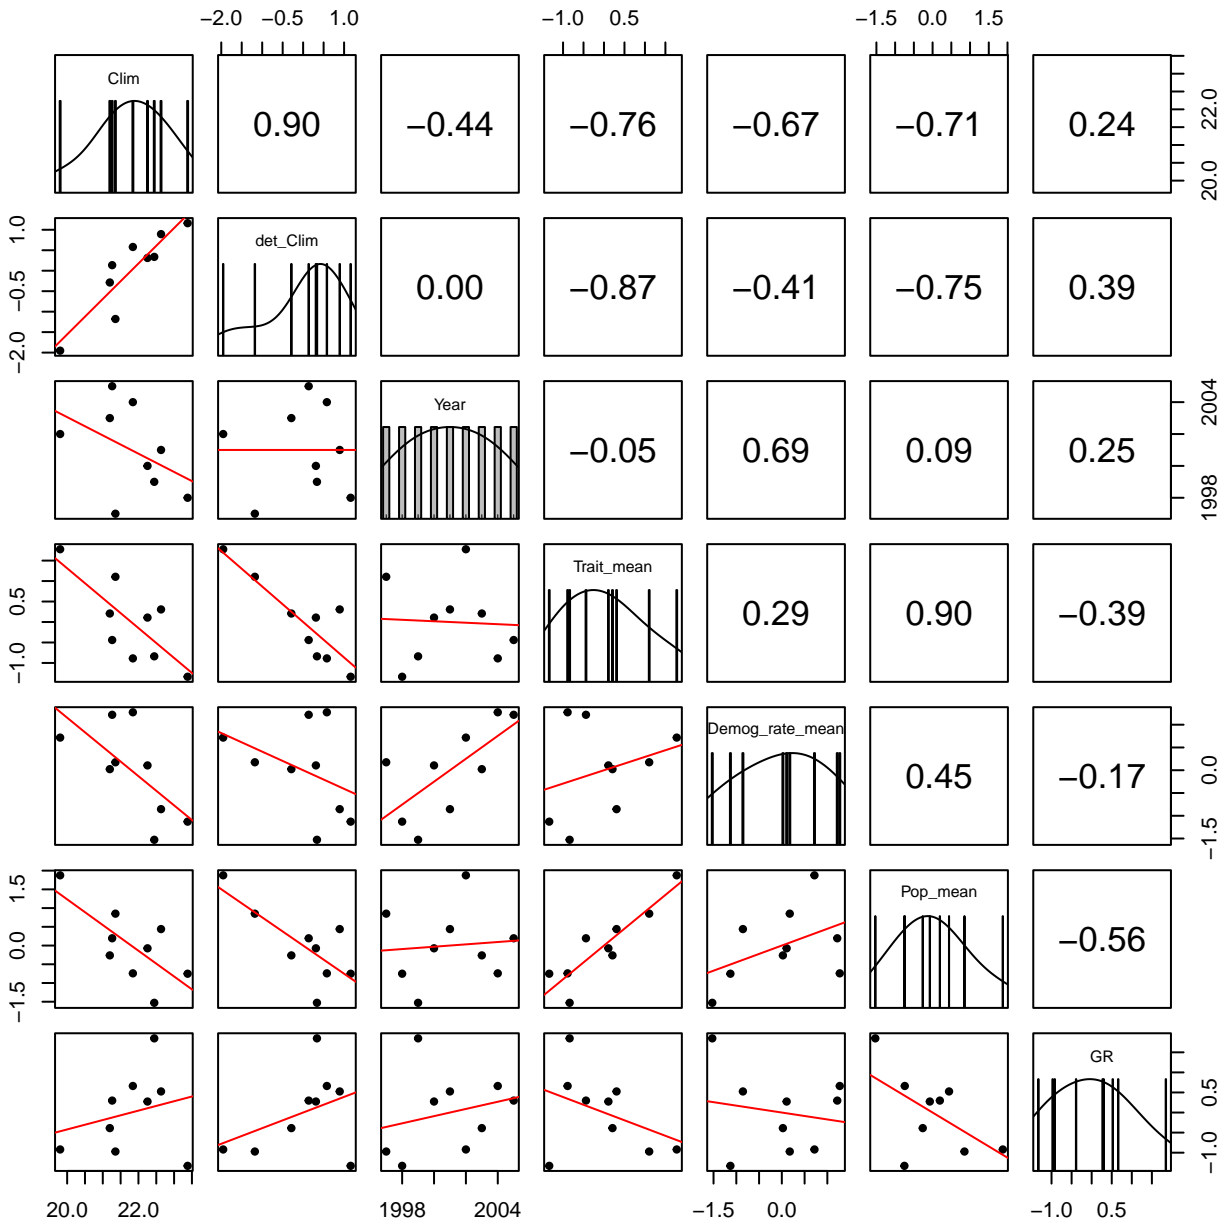 −2.0 −0.5 1.0 −1.0 0.5 −1.5 0.0 1.5
Clim 0.90 −0.44 −0.76 −0.67 −0.71 0.24
20.0 22.0
−2.0 −0.5 1.0
det_Clim 0.00 −0.87 −0.41 −0.75 0.39
Year −0.05 0.69 0.09 0.25
1998 2004
−1.0 0.5
Trait_mean 0.29 0.90 −0.39
Demog_rate_mean 0.45 −0.17
−1.5 0.0
−1.5 0.0 1.5
Pop_mean −0.56
GR
−1.0 0.5
20.0 22.0 1998 2004 −1.5 0.0 −1.0 0.5